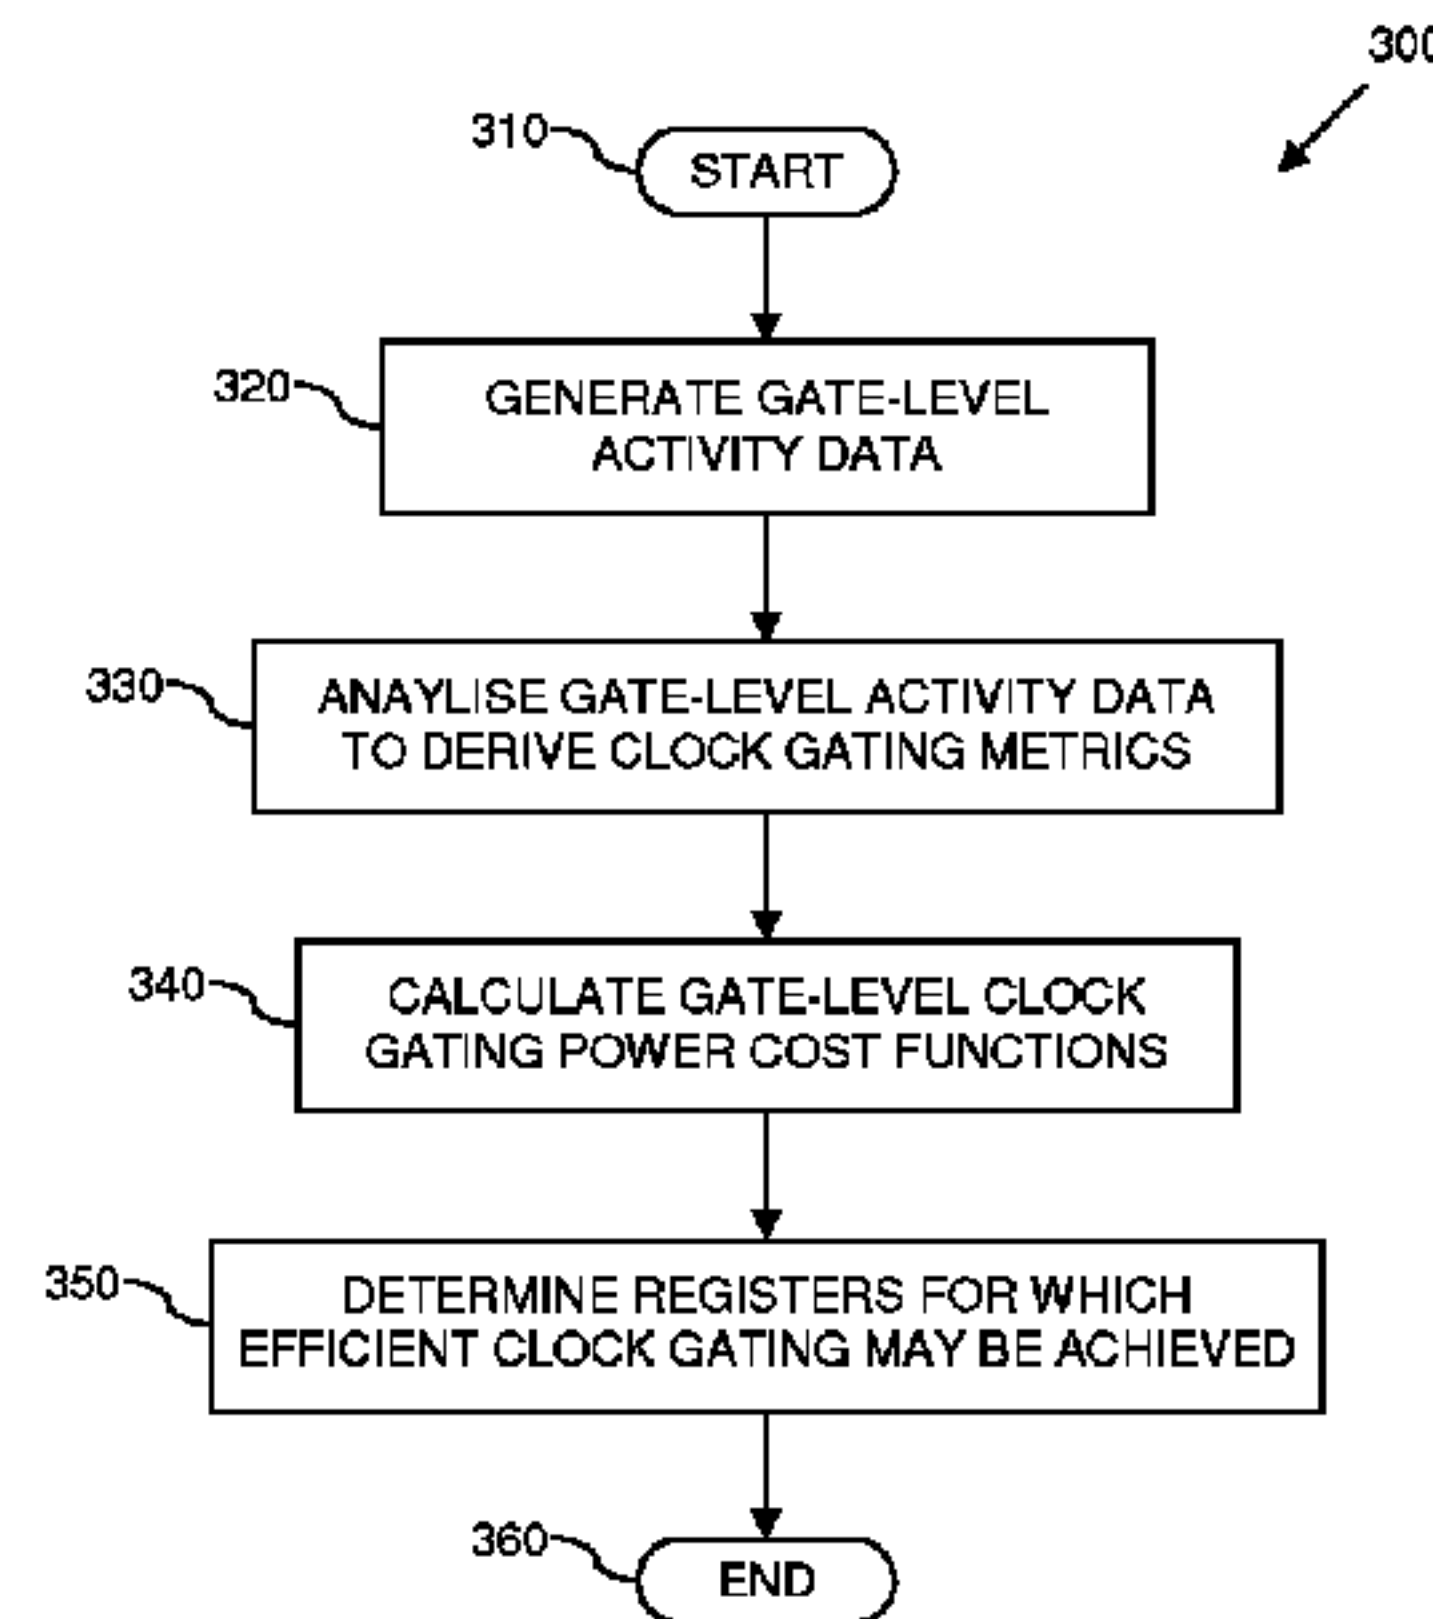 300
310
START
320
GENERATE GATE-LEVEL
ACTIVITY DATA
330
ANAYLISE GATE-LEVEL ACTIVITY DATA
TO DERIVE CLOCK GATING METRICS
340
CALCULATE GATE-LEVEL CLOCK
GATING POWER COST FUNCTIONS
350
DETERMINE REGISTERS FOR WHICH
EFFICIENT CLOCK GATING MAY BE ACHIEVED
360
END